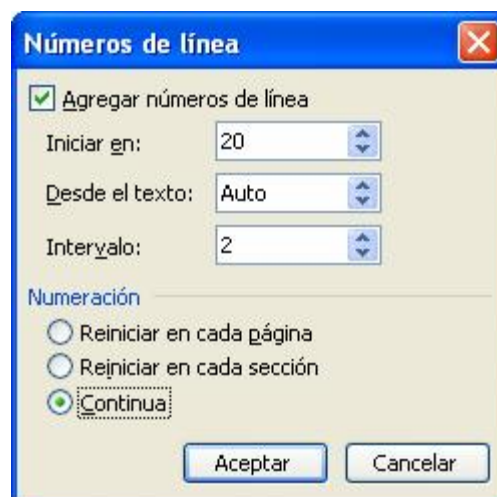 Números de línea
Agregar números de línea
Iniciar en: 20
Desde el texto: Auto
Intervalo: 2
Numeración
Reiniciar en cada página
Reiniciar en cada sección
Continua
Aceptar Cancelar